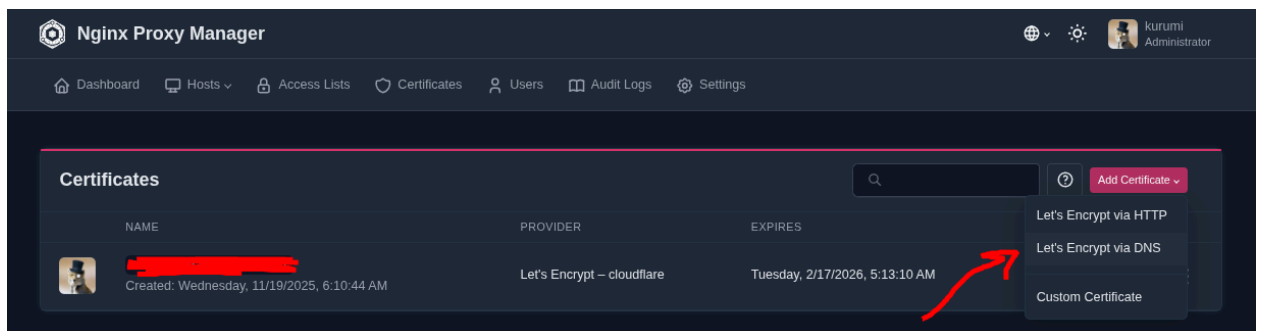 Nginx Proxy Manager
kurumi
Administrator
Dashboard Hosts Access Lists Certificates Users Audit Logs Settings
Certificates
Add Certificate
Let's Encrypt via HTTP
NAME PROVIDER EXPIRES
Let's Encrypt via DNS
Let's Encrypt – cloudflare Tuesday, 2/17/2026, 5:13:10 AM
Created: Wednesday, 11/19/2025, 6:10:44 AM
Custom Certificate